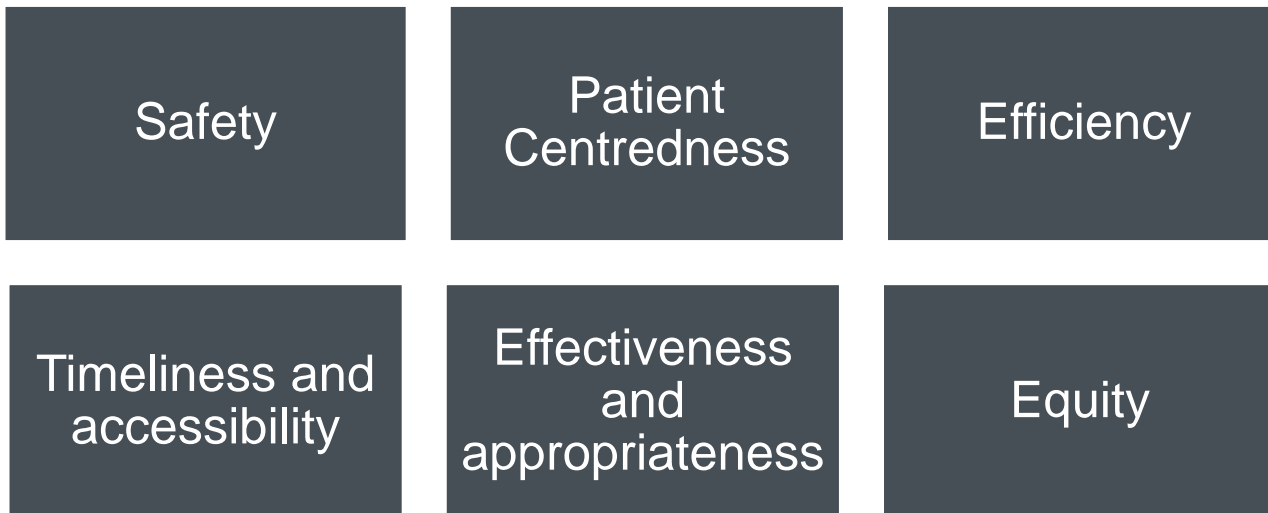 Safety
Patient
Centredness
Efficiency
Timeliness and
accessibility
Effectiveness
and
appropriateness
Equity